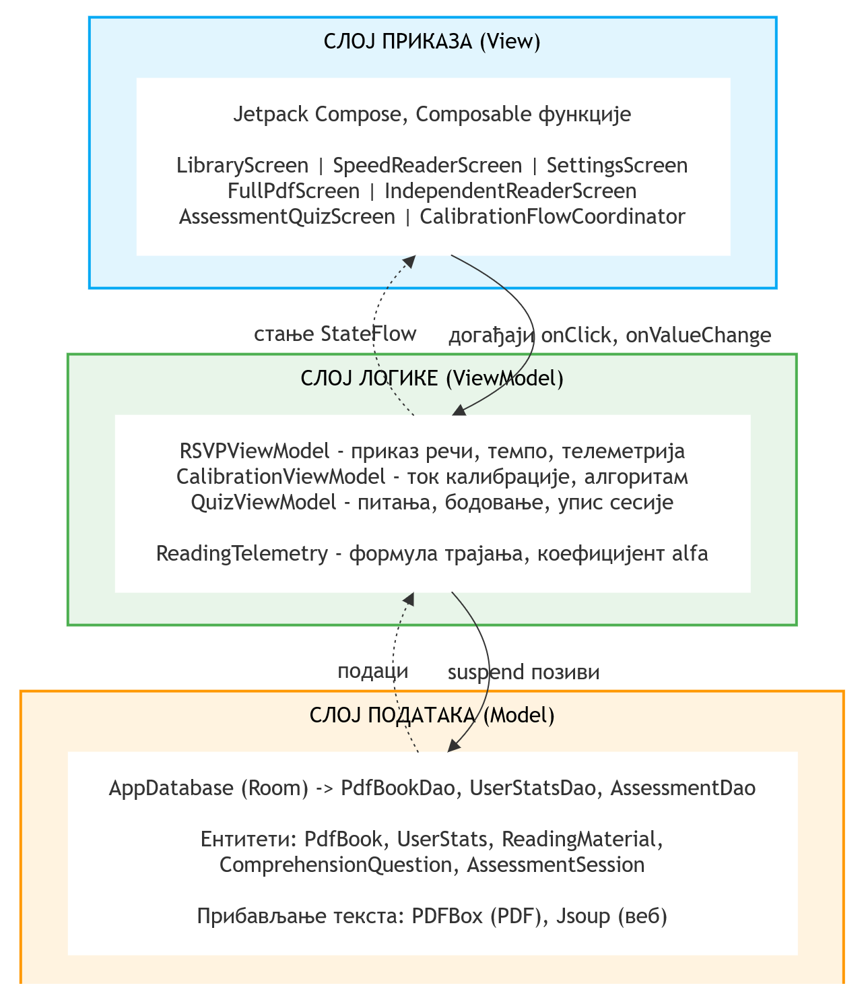 СЛОЈ ПРИКАЗА (View)
Jetpack Compose, Composable функције
LibraryScreen | SpeedReaderScreen | SettingsScreen
FullPdfScreen | IndependentReaderScreen
AssessmentQuizScreen | CalibrationFlowCoordinator
стање StateFlow
догађаји onClick, onValueChange
СЛОЈ ЛОГИКЕ (ViewModel)
RSVPViewModel - приказ речи, темпо, телеметрија
CalibrationViewModel - ток калибрације, алгоритам
QuizViewModel - питања, бодовање, упис сесије
ReadingTelemetry - формула трајања, коефицијент alfa
подаци
suspend позиви
СЛОЈ ПОДАТАКА (Model)
AppDatabase (Room) -> PdfBookDao, UserStatsDao, AssessmentDao
Ентитети: PdfBook, UserStats, ReadingMaterial,
ComprehensionQuestion, AssessmentSession
Прибављање текста: PDFBox (PDF), Jsoup (веб)